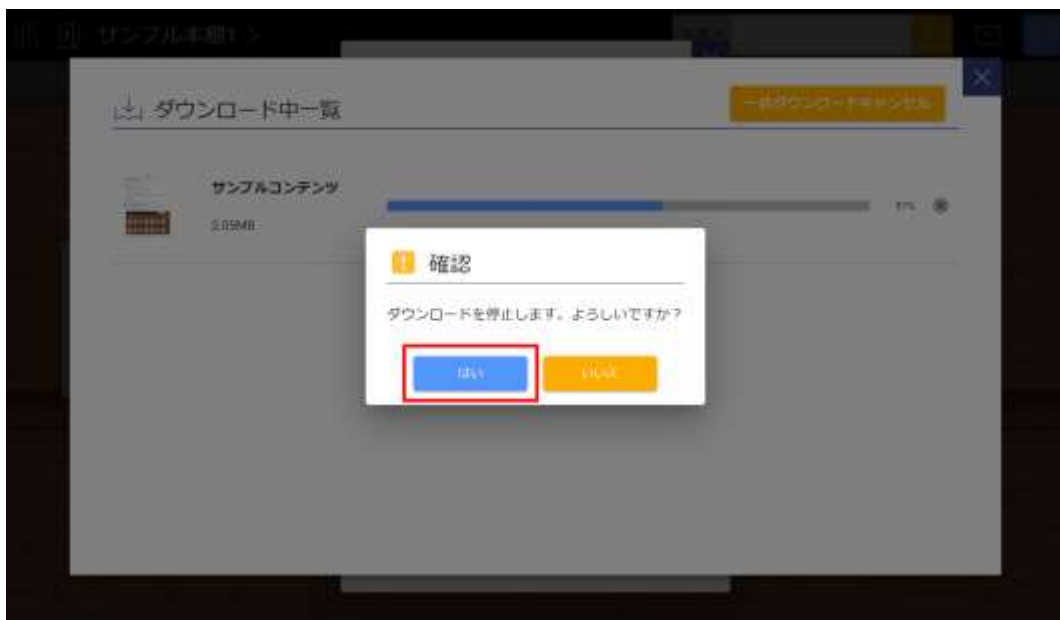 サンプル本棚1 >
ダウンロード中一覧
一括ダウンロードキャンセル
サンプルコンテンツ
確認
ダウンロードを停止します。よろしいですか？
はい
いいえ